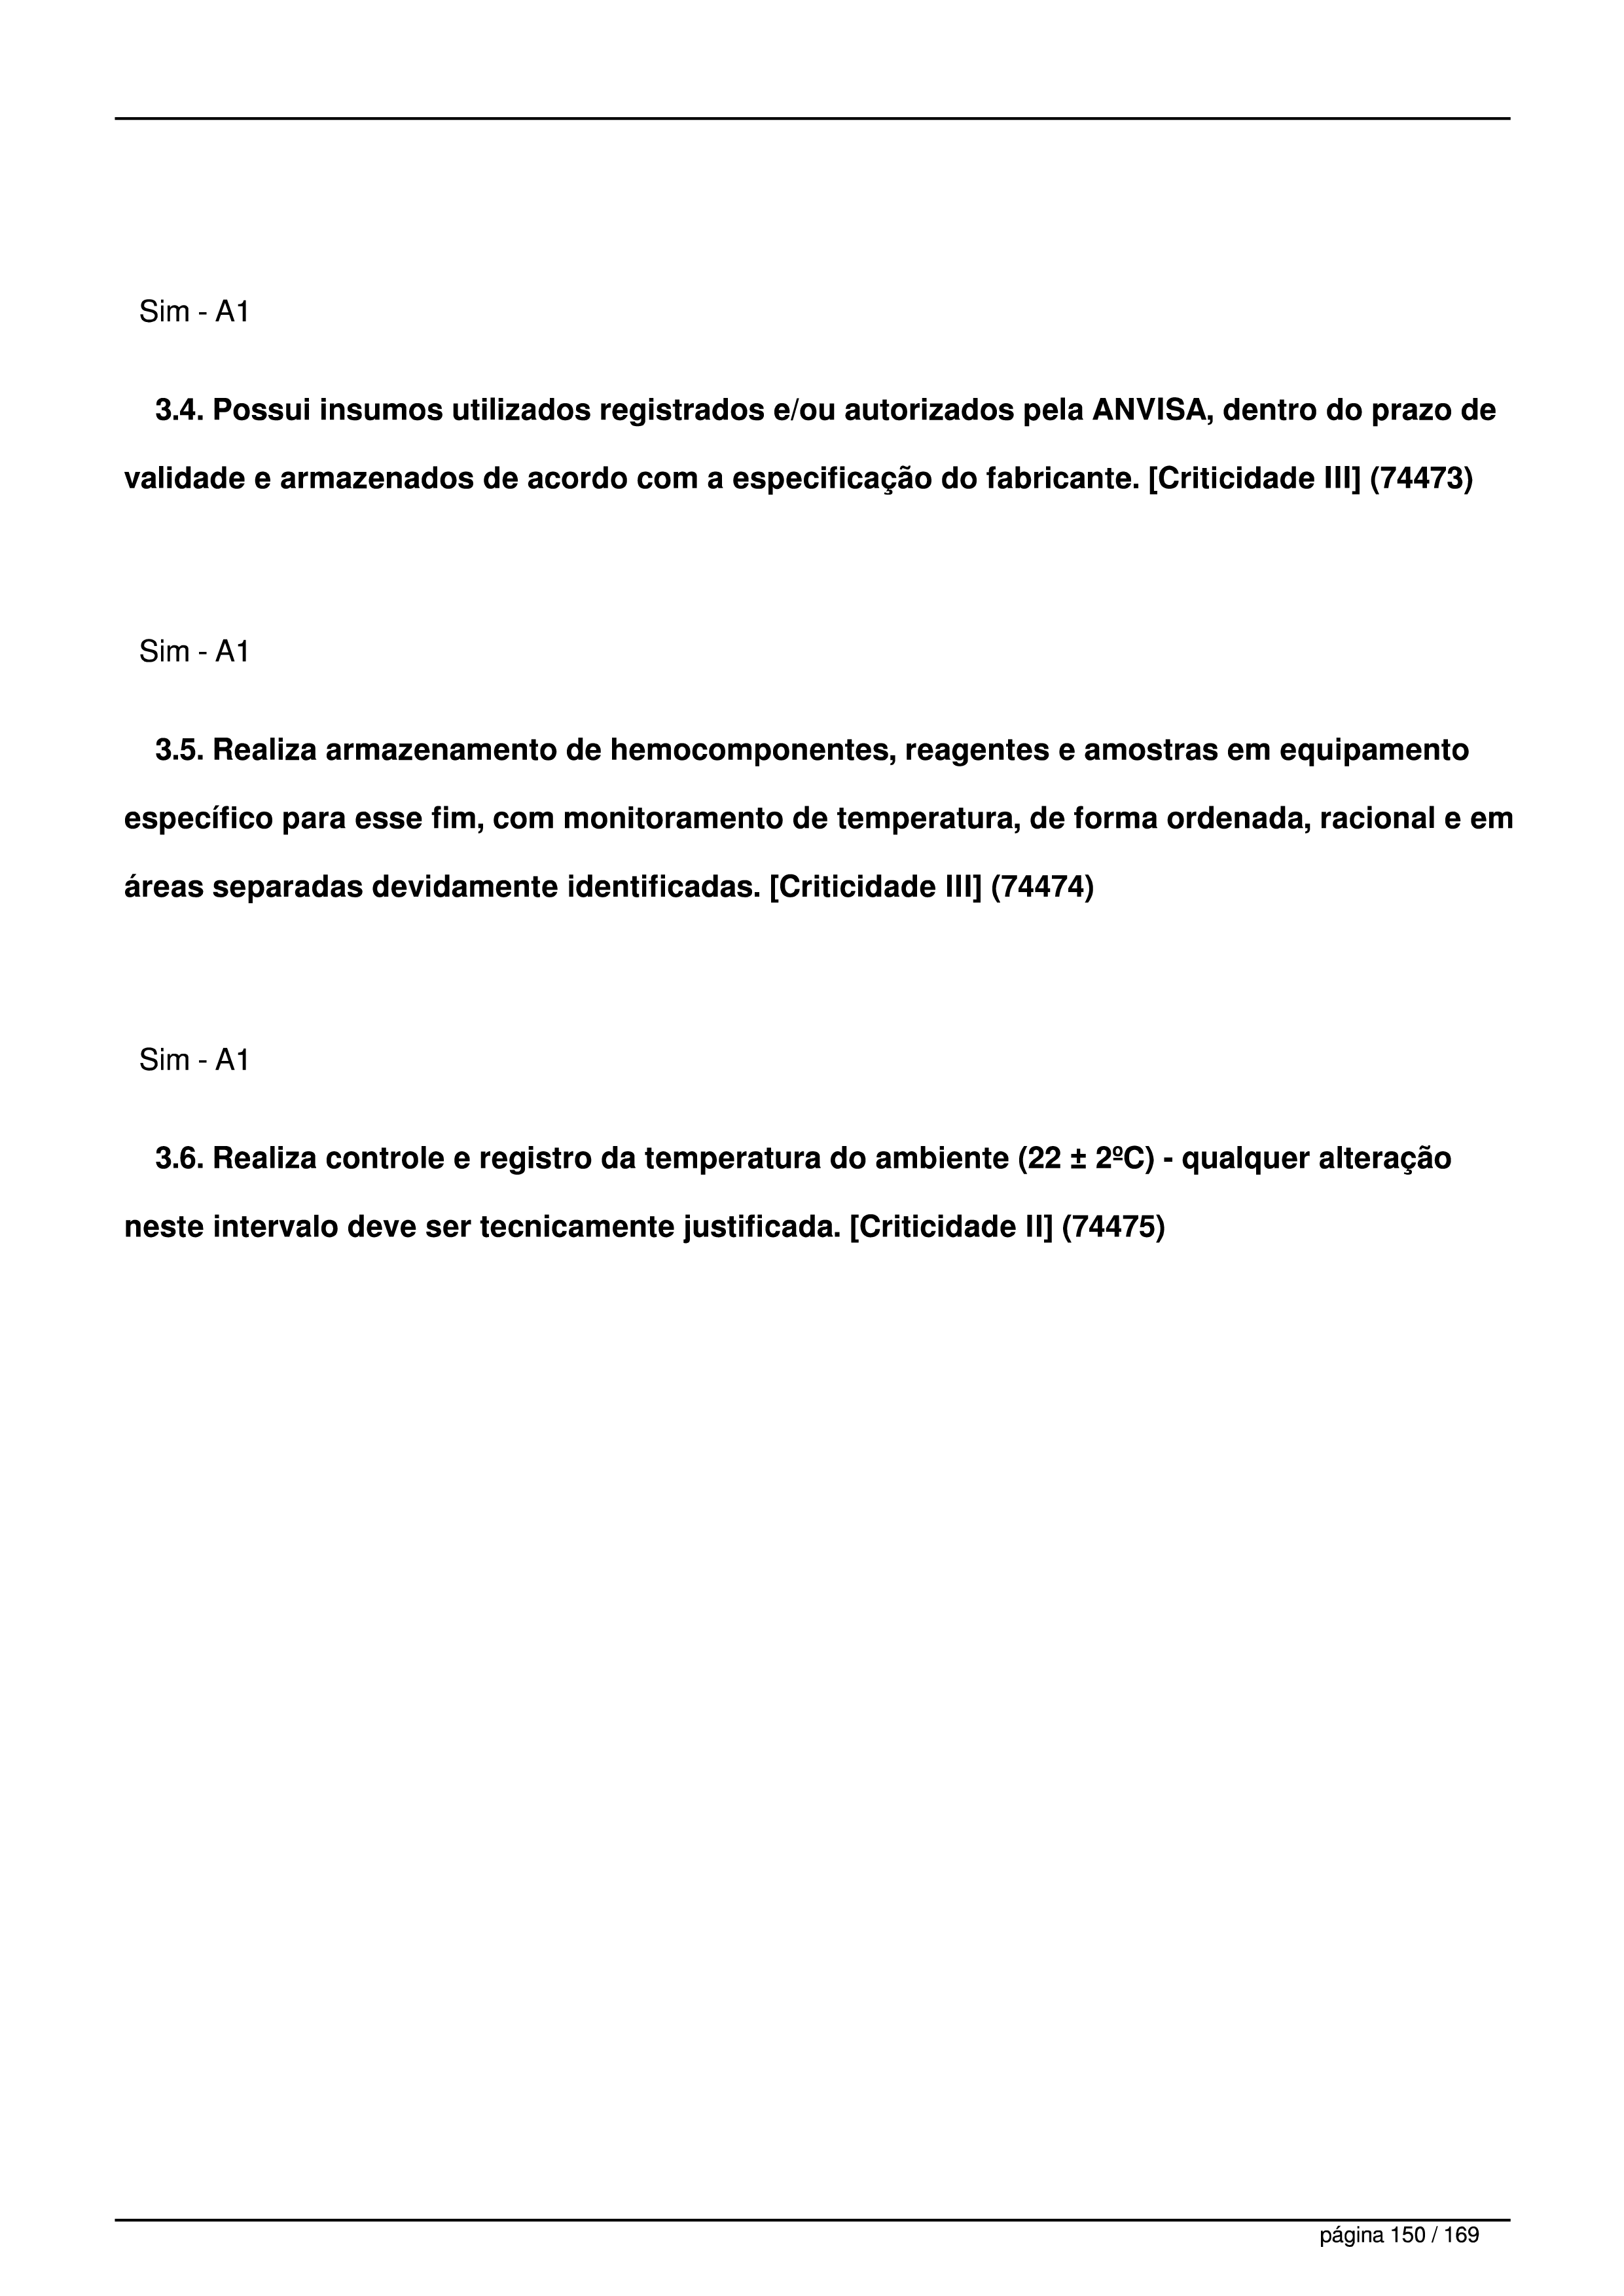 Sim - A1
3.4. Possui insumos utilizados registrados e/ou autorizados pela ANVISA, dentro do prazo de
validade e armazenados de acordo com a especificação do fabricante. [Criticidade III] (74473)
Sim - A1
3.5. Realiza armazenamento de hemocomponentes, reagentes e amostras em equipamento
específico para esse fim, com monitoramento de temperatura, de forma ordenada, racional e em
áreas separadas devidamente identificadas. [Criticidade III] (74474)
Sim - A1
3.6. Realiza controle e registro da temperatura do ambiente (22 ± 2ºC) - qualquer alteração
neste intervalo deve ser tecnicamente justificada. [Criticidade II] (74475)
página 150 / 169